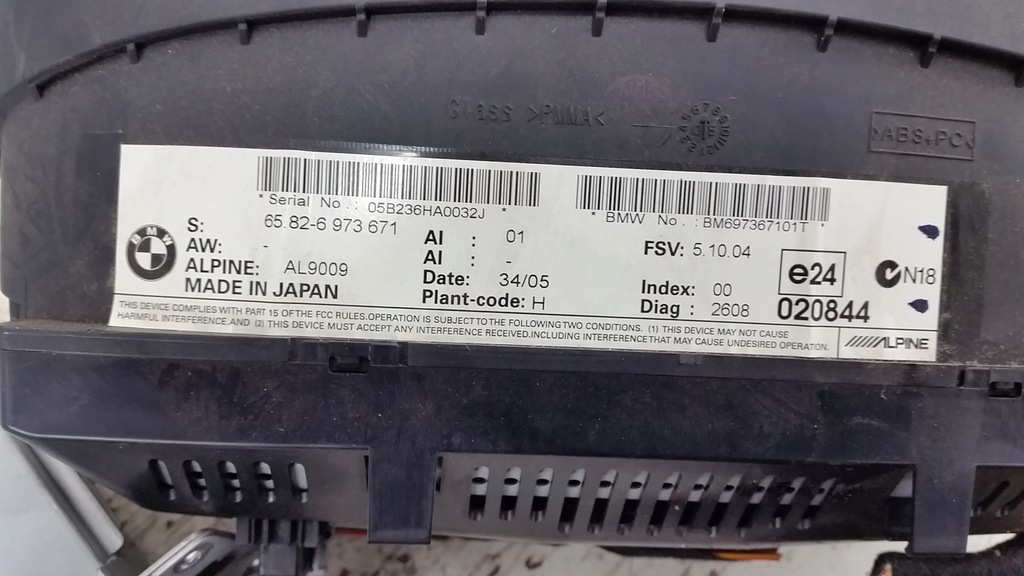 Glass >PMMA<
>ABS+PC<
* Serial No.: 05B236HA0032J *
* BMW No.: BM697367101T *
BMW
S: 65.82-6 973 671
AW: -
ALPINE: AL9009
MADE IN JAPAN
AI : 01
AI : -
Date: 34/05
Plant-code: H
FSV: 5.10.04
Index: 00
Diag : 2608
e24
020844
N18
THIS DEVICE COMPLIES WITH PART 15 OF THE FCC RULES.OPERATION IS SUBJECT TO THE FOLLOWING TWO CONDITIONS. (1) THIS DEVICE MAY NOT CAUSE
HARMFUL INTERFERENCE.AND (2) THIS DEVICE MUST ACCEPT ANY INTERFERENCE RECEIVED.INCLUDING INTERFERENCE THAT MAY CAUSE UNDESIRED OPERATION.
ALPINE